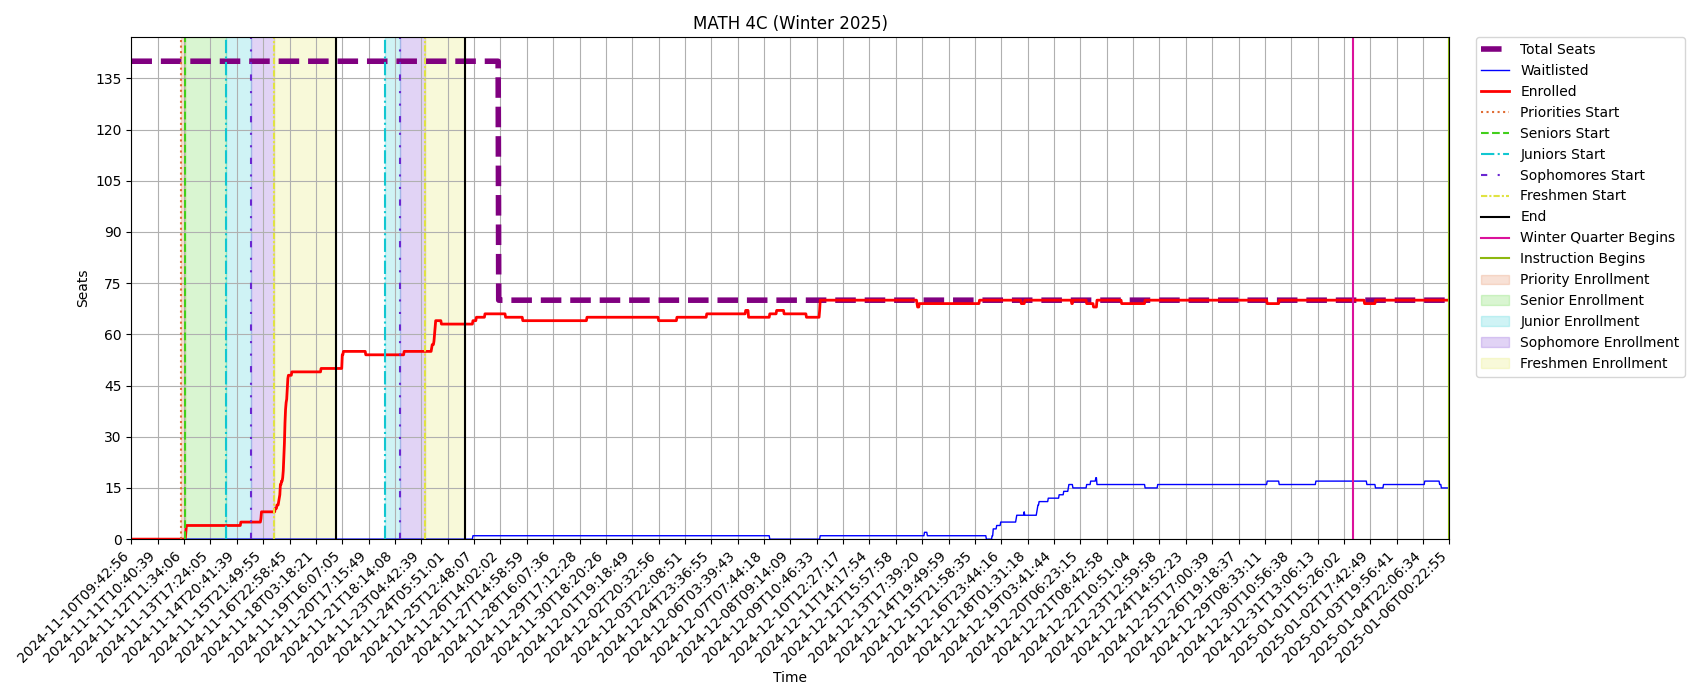 MATH 4C (Winter 2025)
Seats
135
120
105
90
75
60
45
30
15
0
2024-11-10T09:42:56
2024-11-11T10:40:39
2024-11-12T11:34:06
2024-11-13T17:24:05
2024-11-14T20:41:39
2024-11-15T21:49:55
2024-11-16T22:58:45
2024-11-18T03:18:21
2024-11-19T16:07:05
2024-11-20T17:15:49
2024-11-21T18:14:08
2024-11-23T04:42:39
2024-11-24T05:51:01
2024-11-25T12:48:07
2024-11-27T14:02:02
2024-11-27T14:58:59
2024-11-28T16:07:36
2024-11-29T17:12:28
2024-11-30T18:20:26
2024-12-01T19:18:49
2024-12-02T20:32:56
2024-12-03T22:08:51
2024-12-04T23:36:55
2024-12-06T03:39:43
2024-12-07T07:44:18
2024-12-08T09:14:09
2024-12-09T10:46:33
2024-12-10T12:27:17
2024-12-11T14:17:54
2024-12-12T15:57:58
2024-12-13T17:39:20
2024-12-14T19:49:59
2024-12-15T21:58:35
2024-12-16T23:44:16
2024-12-18T01:31:18
2024-12-19T03:41:44
2024-12-20T06:23:15
2024-12-21T08:42:58
2024-12-22T10:51:04
2024-12-23T12:59:58
2024-12-24T14:52:23
2024-12-25T17:00:39
2024-12-26T19:18:37
2024-12-29T08:33:11
2024-12-30T10:56:38
2024-12-31T13:06:13
2025-01-01T15:26:02
2025-01-02T17:42:49
2025-01-03T19:56:41
2025-01-04T22:06:34
2025-01-06T00:22:55
Time
Total Seats
Waitlisted
Enrolled
Priorities Start
Seniors Start
Juniors Start
Sophomores Start
Freshmen Start
End
Winter Quarter Begins
Instruction Begins
Priority Enrollment
Senior Enrollment
Junior Enrollment
Sophomore Enrollment
Freshmen Enrollment